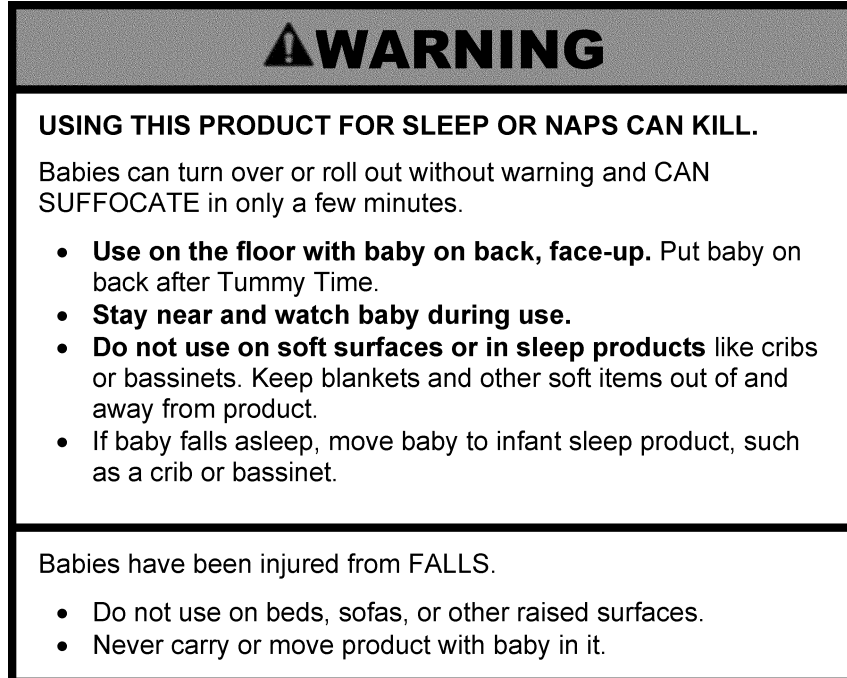 ⚠WARNING
USING THIS PRODUCT FOR SLEEP OR NAPS CAN KILL.
Babies can turn over or roll out without warning and CAN
SUFFOCATE in only a few minutes.
• Use on the floor with baby on back, face-up. Put baby on
back after Tummy Time.
• Stay near and watch baby during use.
• Do not use on soft surfaces or in sleep products like cribs
or bassinets. Keep blankets and other soft items out of and
away from product.
• If baby falls asleep, move baby to infant sleep product, such
as a crib or bassinet.
Babies have been injured from FALLS.
• Do not use on beds, sofas, or other raised surfaces.
• Never carry or move product with baby in it.